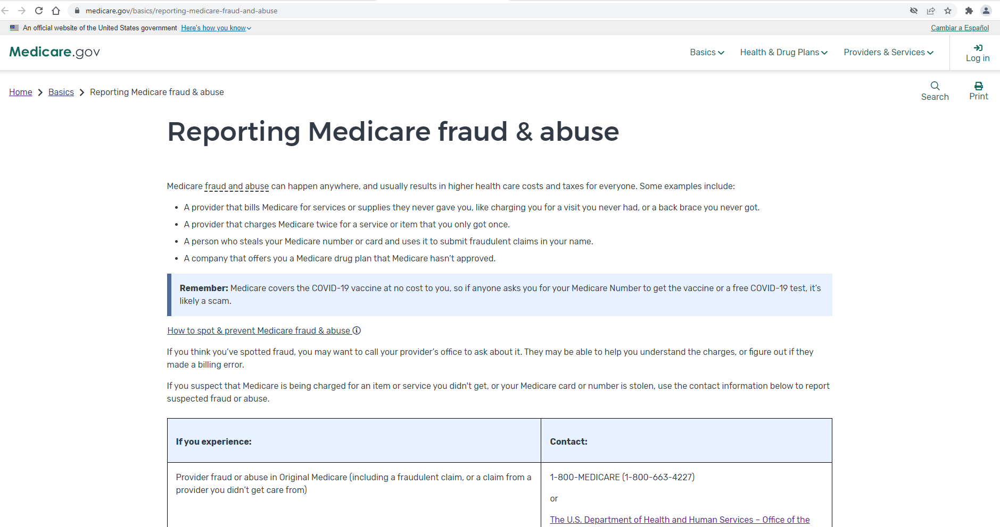 medicare.gov/basics/reporting-medicare-fraud-and-abuse
An official website of the United States government Here's how you know
Cambiar a Español
Medicare.gov
Basics
Health & Drug Plans
Providers & Services
Log in
Home
Basics
Reporting Medicare fraud & abuse
Search
Print
Reporting Medicare fraud & abuse
Medicare fraud and abuse can happen anywhere, and usually results in higher health care costs and taxes for everyone. Some examples include:
• A provider that bills Medicare for services or supplies they never gave you, like charging you for a visit you never had, or a back brace you never got.
• A provider that charges Medicare twice for a service or item that you only got once.
• A person who steals your Medicare number or card and uses it to submit fraudulent claims in your name.
• A company that offers you a Medicare drug plan that Medicare hasn’t approved.
Remember: Medicare covers the COVID-19 vaccine at no cost to you, so if anyone asks you for your Medicare Number to get the vaccine or a free COVID-19 test, it’s
likely a scam.
How to spot & prevent Medicare fraud & abuse
If you think you’ve spotted fraud, you may want to call your provider’s office to ask about it. They may be able to help you understand the charges, or figure out if they
made a billing error.
If you suspect that Medicare is being charged for an item or service you didn't get, or your Medicare card or number is stolen, use the contact information below to report
suspected fraud or abuse.
If you experience:
Contact:
Provider fraud or abuse in Original Medicare (including a fraudulent claim, or a claim from a
provider you didn’t get care from)
1-800-MEDICARE (1-800-663-4227)
or
The U.S. Department of Health and Human Services – Office of the